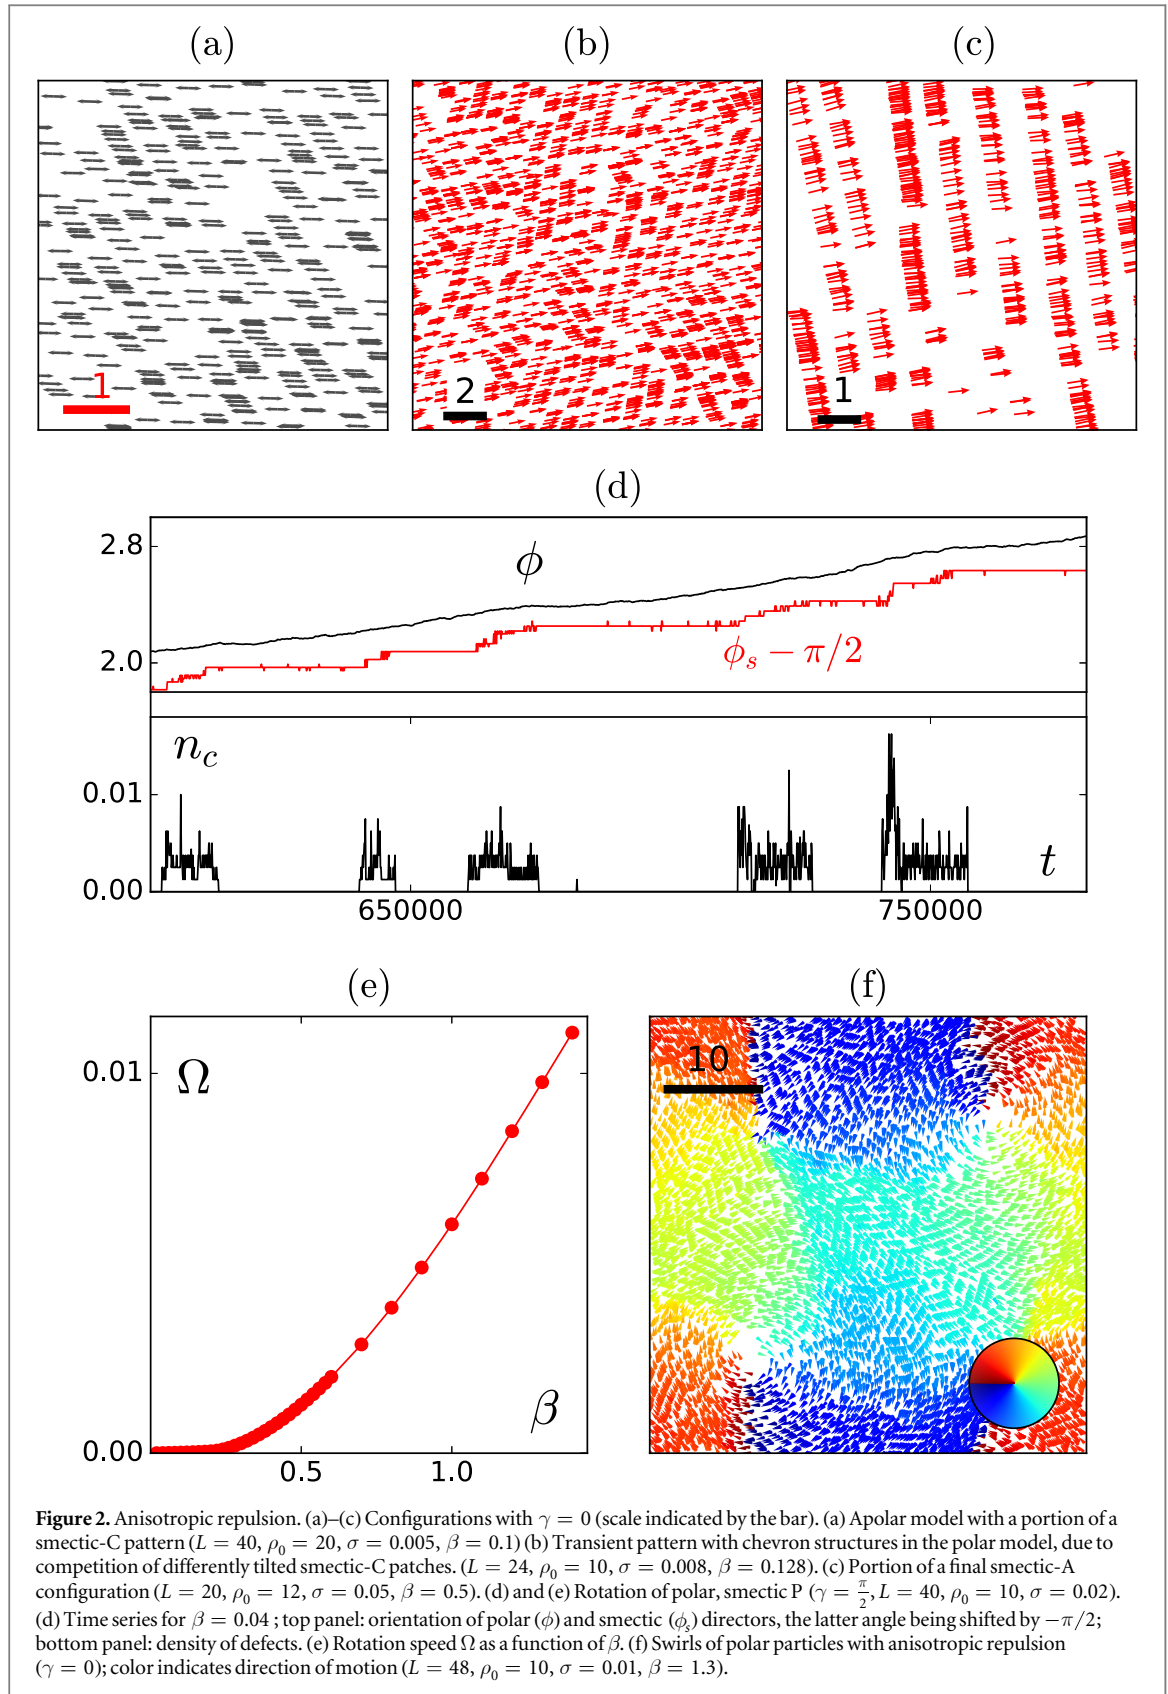 (a)
(b)
(c)
1
2
1
(d)
2.8
2.0
ϕ
ϕ_s − π/2
n_c
0.01
0.00
t
650000
750000
(e)
(f)
0.01
Ω
0.00
β
0.5
1.0
10
Figure 2. Anisotropic repulsion. (a)–(c) Configurations with γ = 0 (scale indicated by the bar). (a) Apolar model with a portion of a
smectic-C pattern (L = 40, ρ₀ = 20, σ = 0.005, β = 0.1) (b) Transient pattern with chevron structures in the polar model, due to
competition of differently tilted smectic-C patches. (L = 24, ρ₀ = 10, σ = 0.008, β = 0.128). (c) Portion of a final smectic-A
configuration (L = 20, ρ₀ = 12, σ = 0.05, β = 0.5). (d) and (e) Rotation of polar, smectic P (γ = π/2, L = 40, ρ₀ = 10, σ = 0.02).
(d) Time series for β = 0.04 ; top panel: orientation of polar (ϕ) and smectic (ϕ_s) directors, the latter angle being shifted by −π/2;
bottom panel: density of defects. (e) Rotation speed Ω as a function of β. (f) Swirls of polar particles with anisotropic repulsion
(γ = 0); color indicates direction of motion (L = 48, ρ₀ = 10, σ = 0.01, β = 1.3).